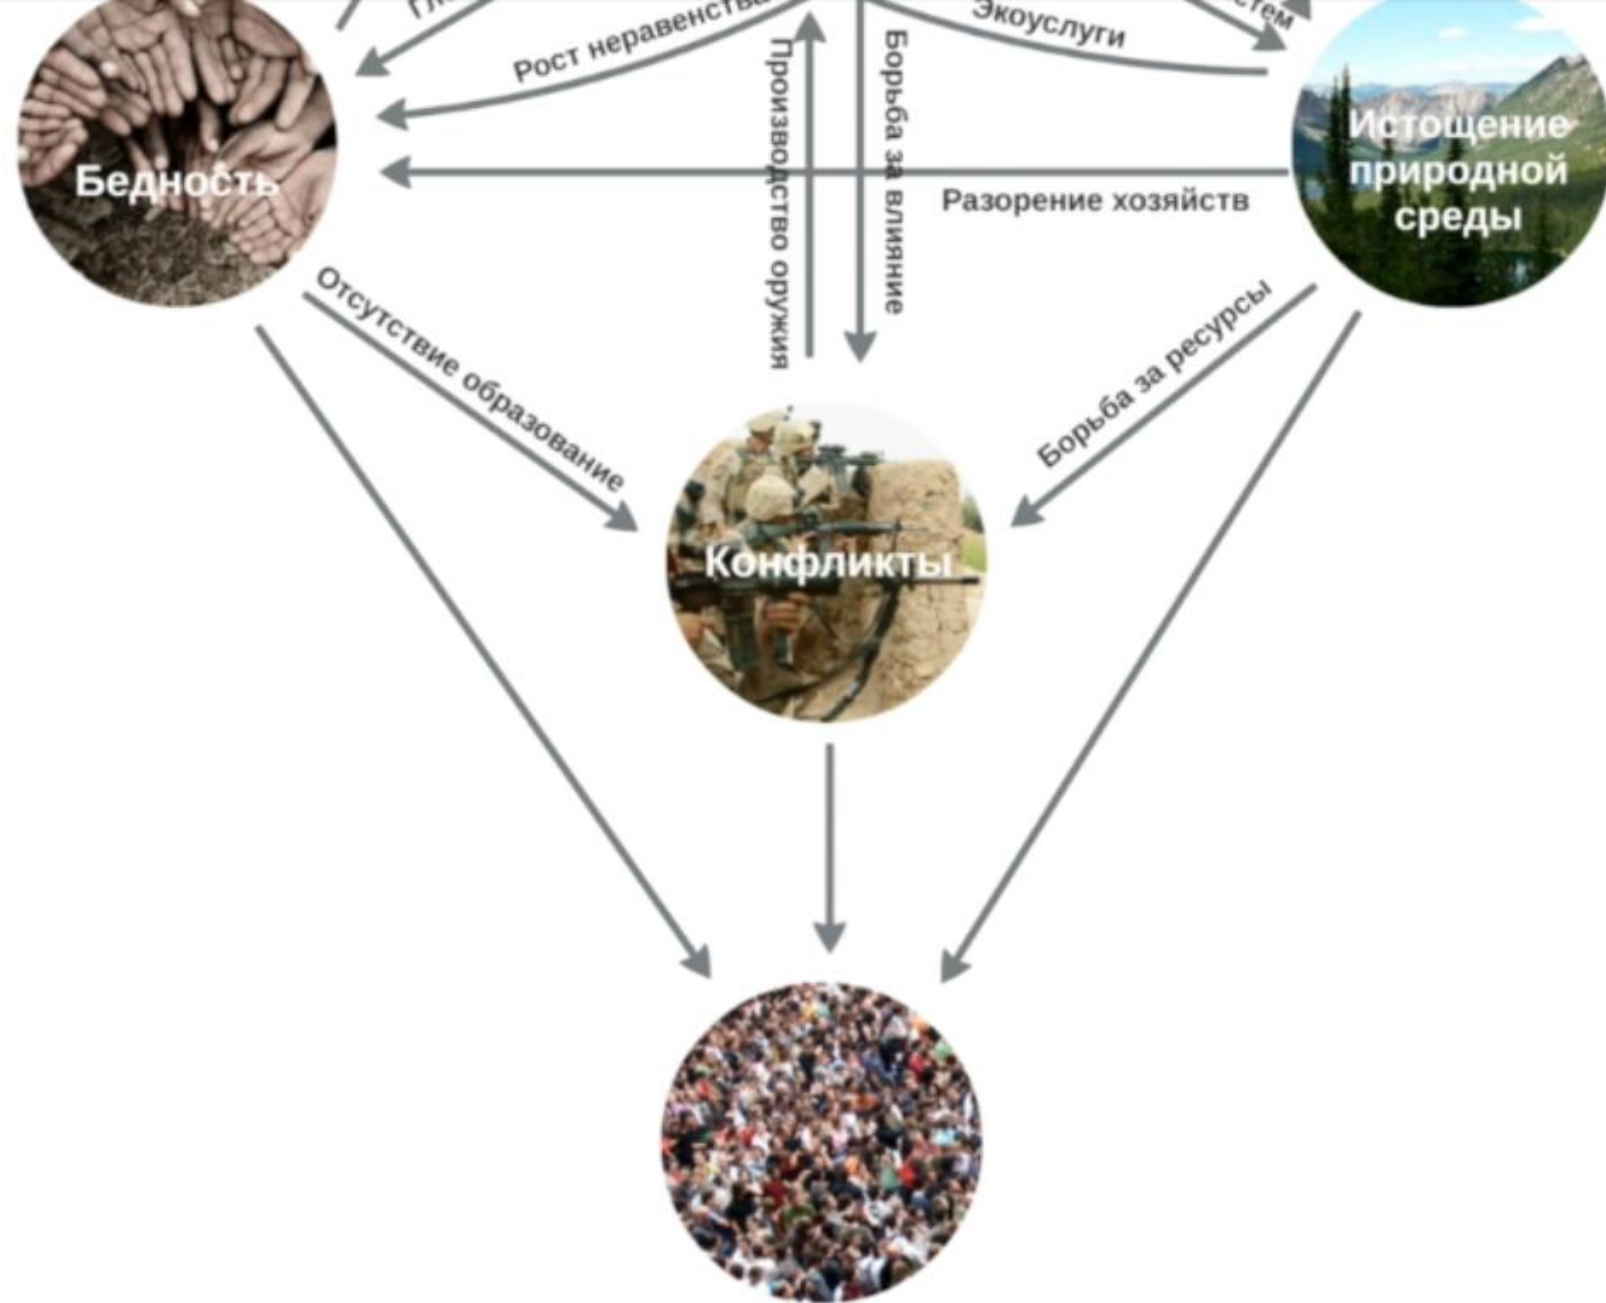 Рост неравенства
Экоуслуги
Производство оружия
Борьба за влияние
Бедность
Истощение
природной
среды
Разорение хозяйств
Отсутствие образование
Борьба за ресурсы
Конфликты